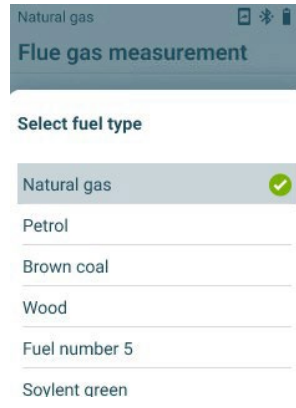 Natural gas
Flue gas measurement
Select fuel type
Natural gas
Petrol
Brown coal
Wood
Fuel number 5
Soylent green